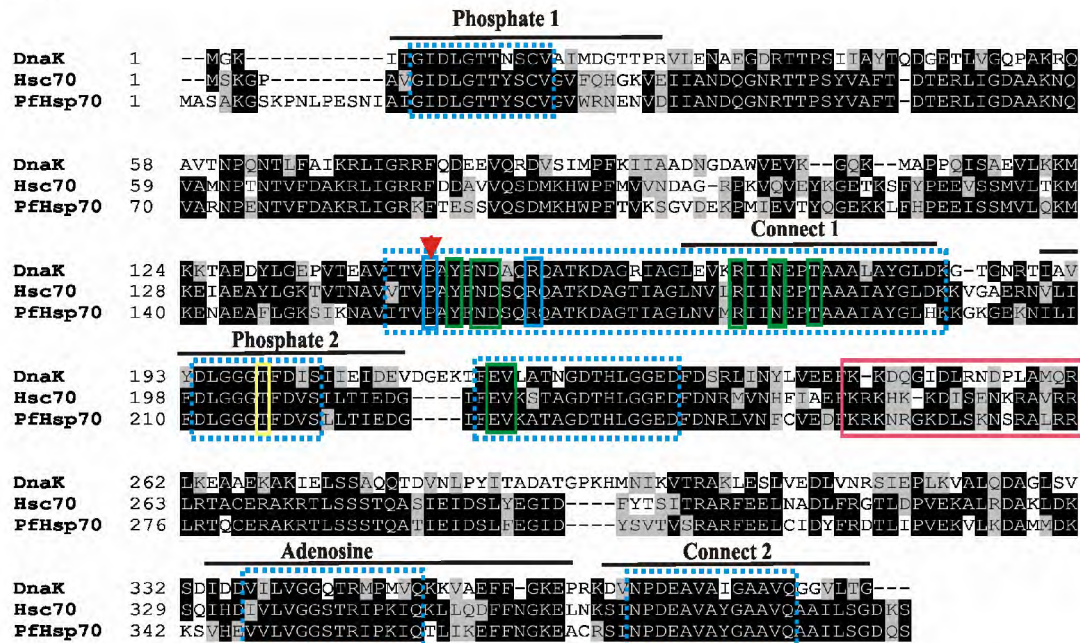 Phosphate 1
DnaK 1 --MGK-----------IIGIDLGTTNSCVAIMDGTTPRVLENAEGDRTTPSIIAYTQDGETLVGQPAKRQ
Hsc70 1 --MSKGP---------AVGIDLGTTYSCVGVFQHGKVEIIANDQGNRTTPSYVAFT-DTERLIGDAAKNQ
PfHsp70 1 MASAKGSKPNLPESNIAIGIDLGTTYSCVGVWRNENVDIIANDQGNRTTPSYVAFT-DTERLIGDAAKNQ
DnaK 58 AVTNPQNTLFAIKRLIGRRFQDEEVQRDVSIMPFKIIAADNGDAWVEVK--GQK--MAPPQISAEVLKKM
Hsc70 59 VAMNPTNTVFDAKRLIGRRFDDAVVQSDMKHWPFMVVNDAG-RPKVQVEYKGETKSFYPEEVSSMVLTKM
PfHsp70 70 VARNPENTVFDAKRLIGRKFTESSVQSDMKHWPFTVKSGVDEKPMIEVTYQGEKKLFHPEEISSMVLQKM
Connect 1
DnaK 124 KKTAEDYLGEPVTEAVITVPAYFNDAQRQATKDAGRIAGLEVKRIINEPTAAALAYGLDKG-TGNRTIAV
Hsc70 128 KEIAEAYLGKTVTNAVVTVPAYFNDSQRQATKDAGTIAGLNVLRIINEPTAAAIAYGLDKKVGAERNVLI
PfHsp70 140 KENAEAFLGKSIKNAVITVPAYFNDSQRQATKDAGTIAGLNVMRIINEPTAAAIAYGLHKKGKGEKNILI
Phosphate 2
DnaK 193 YDLGGGTFDISIIEIDEVDGEKTFEVLATNGDTHLGGEDFDSRLINYLVEEFK-KDQGIDLRNDPLAMQR
Hsc70 198 FDLGGGTFDVSILTIEDG----IFEVKSTAGDTHLGGEDFDNRMVNHFIAEFKRKHK-KDISENKRAVRR
PfHsp70 210 FDLGGGTFDVSLLTIEDG----IFEVKATAGDTHLGGEDFDNRLVNFCVEDFKRKNRGKDLSKNSRALRR
DnaK 262 LKEAAEKAKIELSSAQQTDVNLPYITADATGPKHMNIKVTRAKLESLVEDLVNRSIEPLKVALQDAGLSV
Hsc70 263 LRTACERAKRTLSSSTQASIEIDSLYEGID----FYTSITRARFEELNADLFRGTLDPVEKALRDAKLDK
PfHsp70 276 LRTQCERAKRTLSSSTQATIEIDSLFEGID----YSVTVSRARFEELCIDYFRDTLIPVEKVLKDAMMDK
Adenosine Connect 2
DnaK 332 SDIDDVILVGGQTRMPMVQKKVAEFF-GKEPRKDVNPDEAVAIGAAVQGGVLTG---
Hsc70 329 SQIHDIVLVGGSTRIPKIQKLLQDFFNGKELNKSINPDEAVAYGAAVQAAILSGDKS
PfHsp70 342 KSVHEVVLVGGSTRIPKIQTLIKEFFNGKEACRSINPDEAVAYGAAVQAAILSGDQS